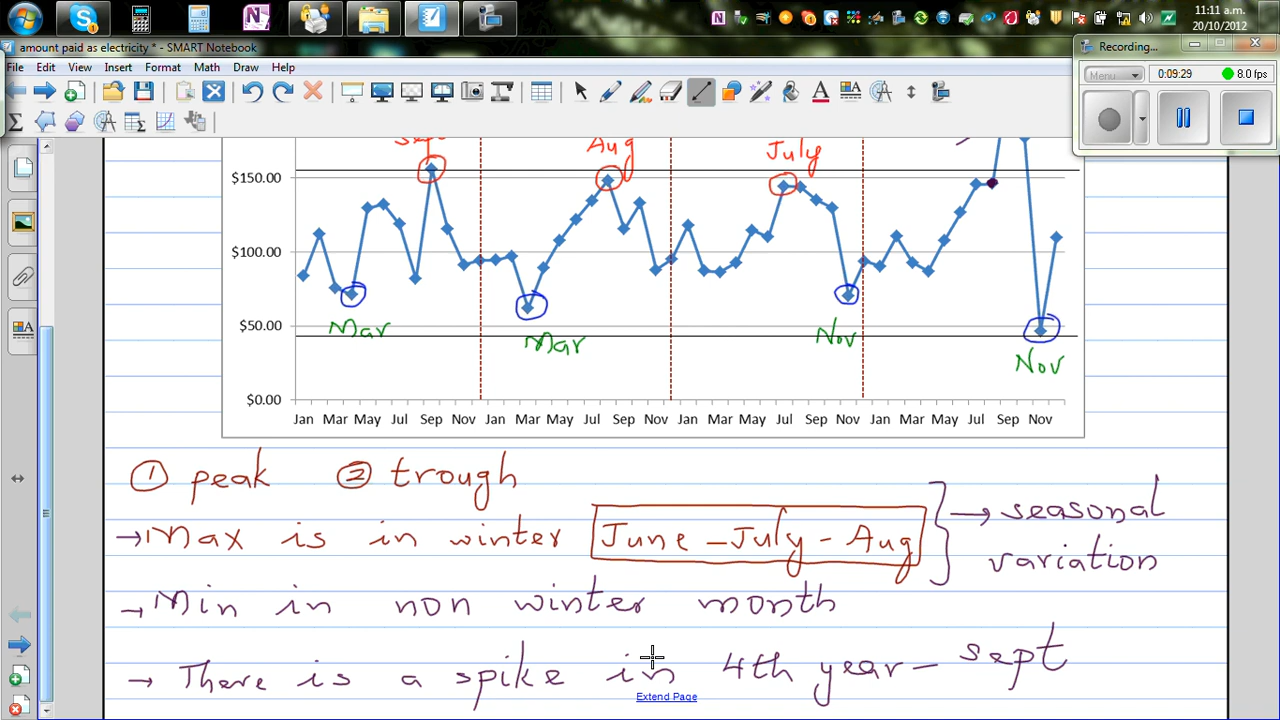 11:11 a.m.
20/10/2012
amount paid as electricity * - SMART Notebook
Recording...
File Edit View Insert Format Math Draw Help
Menu 0:09:29 8.0 fps
Sept Aug July
$150.00
$100.00
$50.00
Mar Mar Nov Nov
$0.00
Jan Mar May Jul Sep Nov Jan Mar May Jul Sep Nov Jan Mar May Jul Sep Nov Jan Mar May Jul Sep Nov
① peak ② trough
→ Max is in winter June - July - Aug → seasonal variation
→ Min in non winter month
→ There is a spike in 4th year - sept
Extend Page